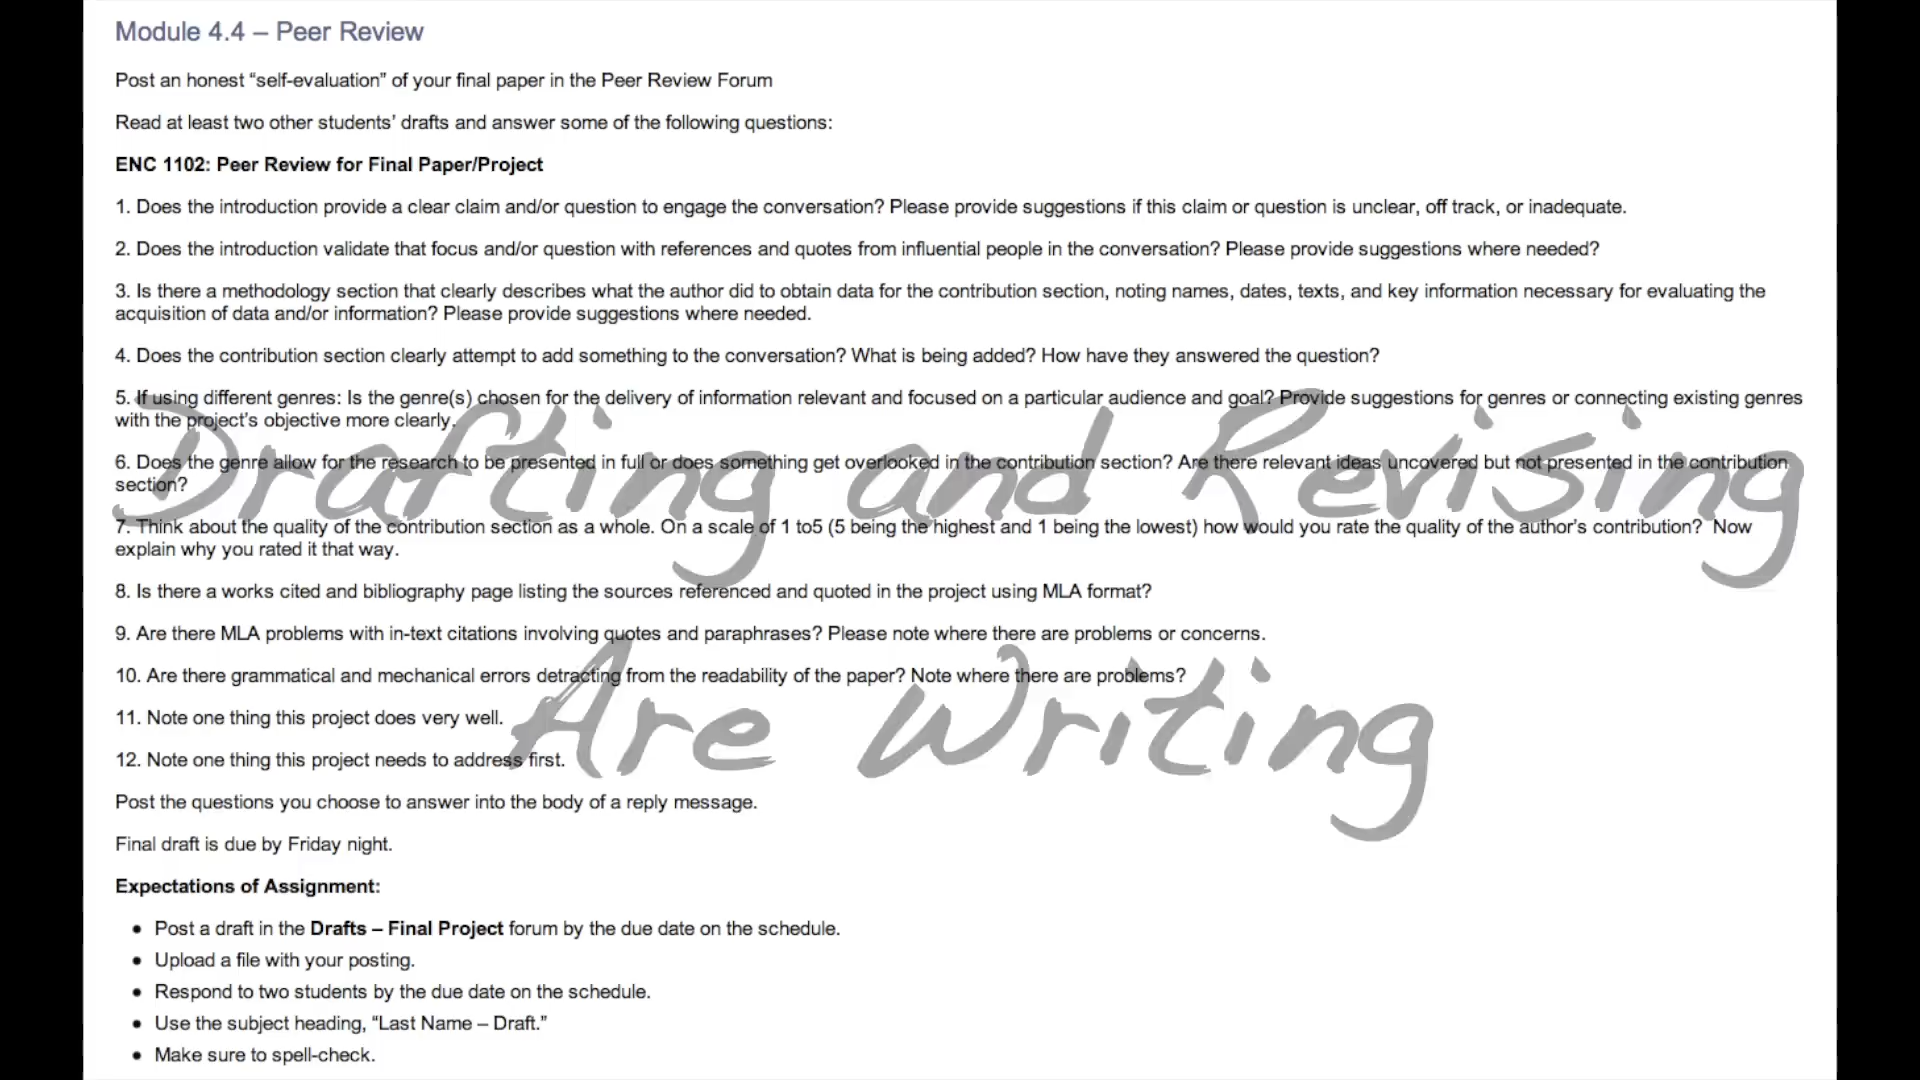 Module 4.4 – Peer Review
Post an honest “self-evaluation” of your final paper in the Peer Review Forum
Read at least two other students’ drafts and answer some of the following questions:
ENC 1102: Peer Review for Final Paper/Project
1. Does the introduction provide a clear claim and/or question to engage the conversation? Please provide suggestions if this claim or question is unclear, off track, or inadequate.
2. Does the introduction validate that focus and/or question with references and quotes from influential people in the conversation? Please provide suggestions where needed?
3. Is there a methodology section that clearly describes what the author did to obtain data for the contribution section, noting names, dates, texts, and key information necessary for evaluating the
acquisition of data and/or information? Please provide suggestions where needed.
4. Does the contribution section clearly attempt to add something to the conversation? What is being added? How have they answered the question?
5. If using different genres: Is the genre(s) chosen for the delivery of information relevant and focused on a particular audience and goal? Provide suggestions for genres or connecting existing genres
with the project’s objective more clearly.
6. Does the genre allow for the research to be presented in full or does something get overlooked in the contribution section? Are there relevant ideas uncovered but not presented in the contribution
section?
7. Think about the quality of the contribution section as a whole. On a scale of 1 to5 (5 being the highest and 1 being the lowest) how would you rate the quality of the author’s contribution?  Now
explain why you rated it that way.
8. Is there a works cited and bibliography page listing the sources referenced and quoted in the project using MLA format?
9. Are there MLA problems with in-text citations involving quotes and paraphrases? Please note where there are problems or concerns.
10. Are there grammatical and mechanical errors detracting from the readability of the paper? Note where there are problems?
11. Note one thing this project does very well.
12. Note one thing this project needs to address first.
Post the questions you choose to answer into the body of a reply message.
Final draft is due by Friday night.
Expectations of Assignment:
• Post a draft in the Drafts – Final Project forum by the due date on the schedule.
• Upload a file with your posting.
• Respond to two students by the due date on the schedule.
• Use the subject heading, “Last Name – Draft.”
• Make sure to spell-check.
Drafting and Revising
Are Writing